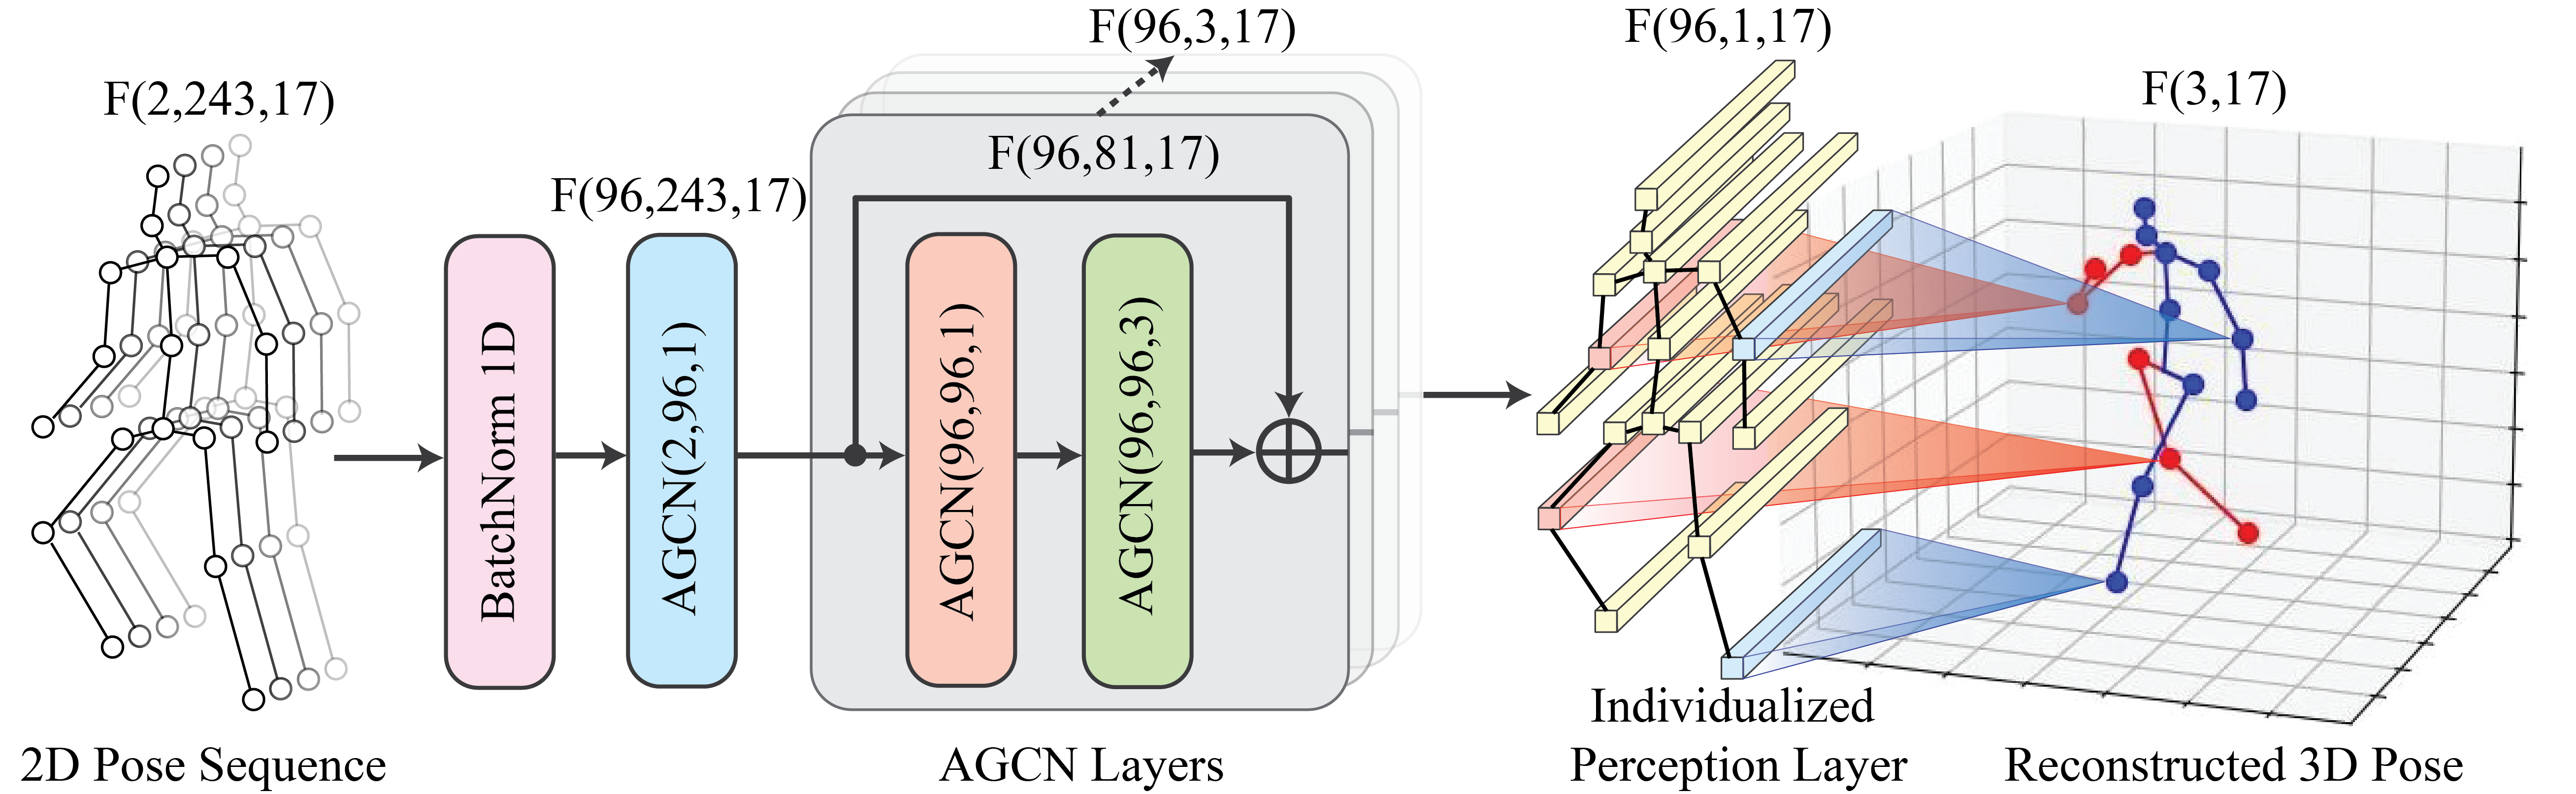 F(2,243,17)
F(96,243,17)
F(96,3,17)
F(96,81,17)
F(96,1,17)
F(3,17)
BatchNorm 1D
AGCN(2,96,1)
AGCN(96,96,1)
AGCN(96,96,3)
2D Pose Sequence
AGCN Layers
Individualized
Perception Layer
Reconstructed 3D Pose